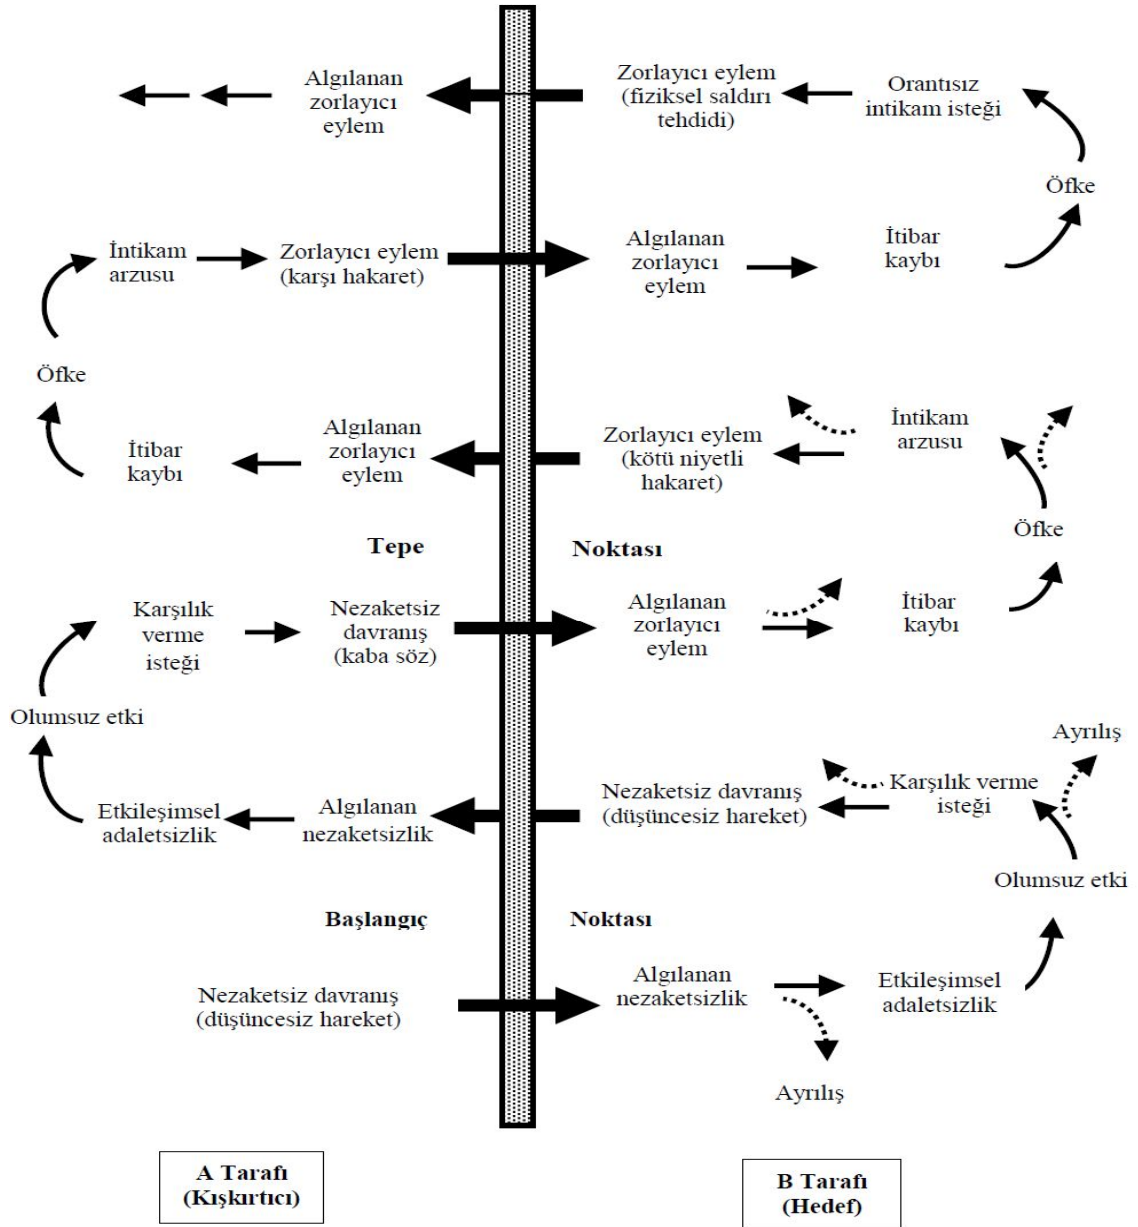 Algılanan
zorlayıcı
eylem
Zorlayıcı eylem
(fiziksel saldırı
tehdidi)
Orantısız
intikam isteği
Öfke
İntikam
arzusu
Zorlayıcı eylem
(karşı hakaret)
Algılanan
zorlayıcı
eylem
İtibar
kaybı
Öfke
İtibar
kaybı
Algılanan
zorlayıcı
eylem
Zorlayıcı eylem
(kötü niyetli
hakaret)
İntikam
arzusu
Öfke
Tepe Noktası
Karşılık
verme
isteği
Nezaketsiz
davranış
(kaba söz)
Algılanan
zorlayıcı
eylem
İtibar
kaybı
Olumsuz etki
Ayrılış
Etkileşimsel
adaletsizlik
Algılanan
nezaketsizlik
Nezaketsiz davranış
(düşüncesiz hareket)
Karşılık verme
isteği
Olumsuz etki
Başlangıç Noktası
Nezaketsiz davranış
(düşüncesiz hareket)
Algılanan
nezaketsizlik
Etkileşimsel
adaletsizlik
Ayrılış
A Tarafı
(Kışkırtıcı)
B Tarafı
(Hedef)